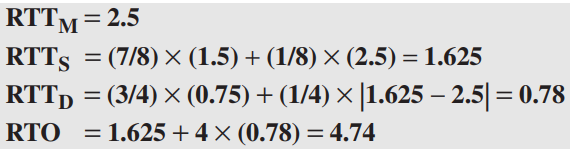 RTTM = 2.5
RTTS = (7/8) × (1.5) + (1/8) × (2.5) = 1.625
RTTD = (3/4) × (0.75) + (1/4) × |1.625 – 2.5| = 0.78
RTO = 1.625 + 4 × (0.78) = 4.74